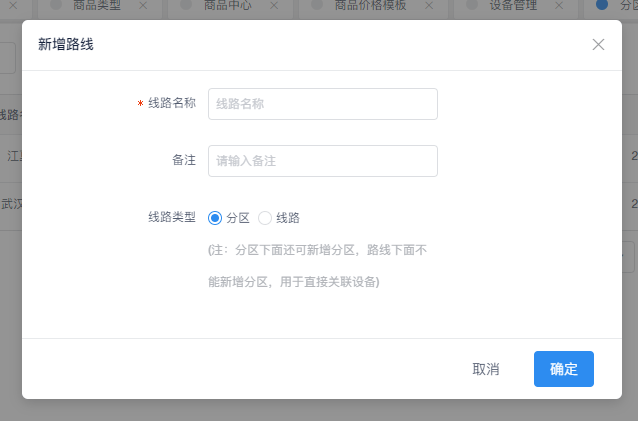 商品类型
商品中心
商品价格模板
设备管理
分区
新增路线
线路名称
线路名称
备注
请输入备注
线路类型
分区
线路
(注：分区下面还可新增分区，路线下面不
能新增分区，用于直接关联设备)
取消
确定
线路
江
2
武汉
2